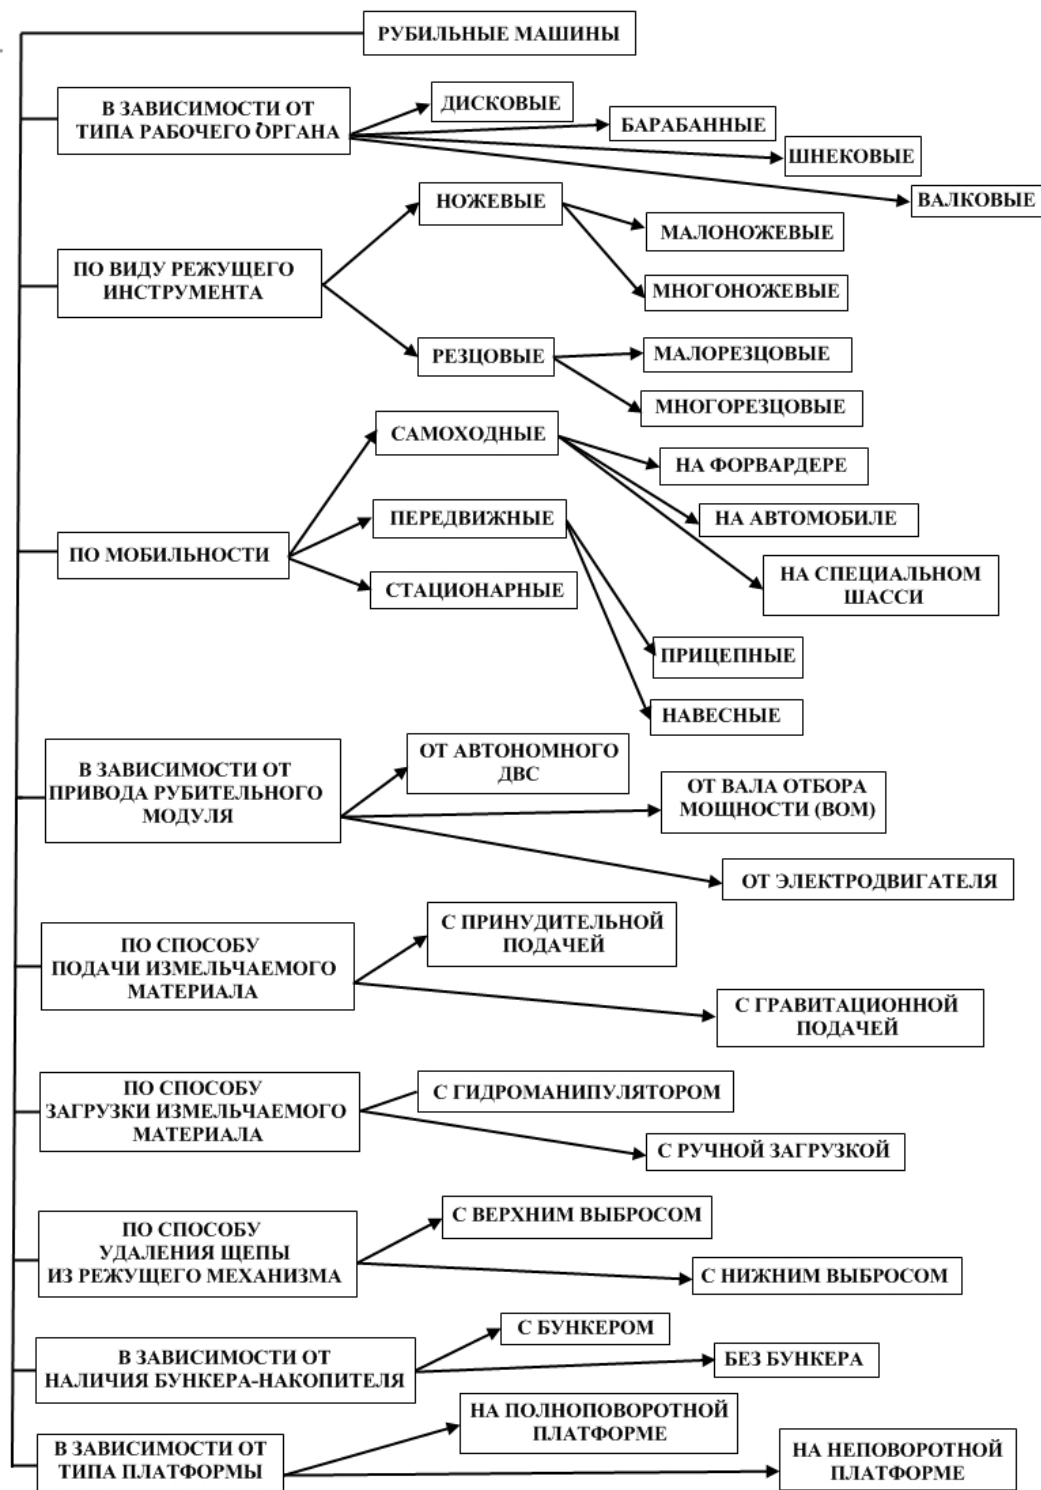 РУБИЛЬНЫЕ МАШИНЫ
В ЗАВИСИМОСТИ ОТ
ТИПА РАБОЧЕГО ОРГАНА
ДИСКОВЫЕ
БАРАБАННЫЕ
ШНЕКОВЫЕ
ВАЛКОВЫЕ
ПО ВИДУ РЕЖУЩЕГО
ИНСТРУМЕНТА
НОЖЕВЫЕ
МАЛОНОЖЕВЫЕ
МНОГОНОЖЕВЫЕ
РЕЗЦОВЫЕ
МАЛОРЕЗЦОВЫЕ
МНОГОРЕЗЦОВЫЕ
ПО МОБИЛЬНОСТИ
САМОХОДНЫЕ
НА ФОРВАРДЕРЕ
НА АВТОМОБИЛЕ
НА СПЕЦИАЛЬНОМ
ШАССИ
ПЕРЕДВИЖНЫЕ
СТАЦИОНАРНЫЕ
ПРИЦЕПНЫЕ
НАВЕСНЫЕ
В ЗАВИСИМОСТИ ОТ
ПРИВОДА РУБИТЕЛЬНОГО
МОДУЛЯ
ОТ АВТОНОМНОГО
ДВС
ОТ ВАЛА ОТБОРА
МОЩНОСТИ (ВОМ)
ОТ ЭЛЕКТРОДВИГАТЕЛЯ
ПО СПОСОБУ
ПОДАЧИ ИЗМЕЛЬЧАЕМОГО
МАТЕРИАЛА
С ПРИНУДИТЕЛЬНОЙ
ПОДАЧЕЙ
С ГРАВИТАЦИОННОЙ
ПОДАЧЕЙ
ПО СПОСОБУ
ЗАГРУЗКИ ИЗМЕЛЬЧАЕМОГО
МАТЕРИАЛА
С ГИДРОМАНИПУЛЯТОРОМ
С РУЧНОЙ ЗАГРУЗКОЙ
ПО СПОСОБУ
УДАЛЕНИЯ ЩЕПЫ
ИЗ РЕЖУЩЕГО МЕХАНИЗМА
С ВЕРХНИМ ВЫБРОСОМ
С НИЖНИМ ВЫБРОСОМ
В ЗАВИСИМОСТИ ОТ
НАЛИЧИЯ БУНКЕРА-НАКОПИТЕЛЯ
С БУНКЕРОМ
БЕЗ БУНКЕРА
В ЗАВИСИМОСТИ ОТ
ТИПА ПЛАТФОРМЫ
НА ПОЛНОПОВОРОТНОЙ
ПЛАТФОРМЕ
НА НЕПОВОРОТНОЙ
ПЛАТФОРМЕ